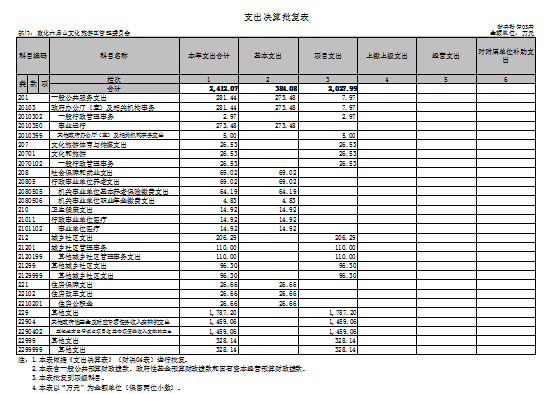 支出决算批复表
财决批复03表
部门：敦化六鼎山文化旅游区管理委员会 金额单位：万元
科目编码 科目名称 本年支出合计 基本支出 项目支出 上缴上级支出 经营支出 对附属单位补助支出
类 款 项 栏次 1 2 3 4 5 6
合计 2,412.07 384.08 2,027.99
201 一般公共服务支出 281.44 273.48 7.97
20103 政府办公厅（室）及相关机构事务 281.44 273.48 7.97
2010302 一般行政管理事务 2.97 2.97
2010350 事业运行 273.48 273.48
2010399 其他政府办公厅（室）及相关机构事务支出 5.00 5.00
207 文化旅游体育与传媒支出 26.53 26.53
20701 文化和旅游 26.53 26.53
2070102 一般行政管理事务 26.53 26.53
208 社会保障和就业支出 69.02 69.02
20805 行政事业单位养老支出 69.02 69.02
2080505 机关事业单位基本养老保险缴费支出 64.19 64.19
2080506 机关事业单位职业年金缴费支出 4.83 4.83
210 卫生健康支出 14.92 14.92
21011 行政事业单位医疗 14.92 14.92
2101102 事业单位医疗 14.92 14.92
212 城乡社区支出 206.29 206.29
21201 城乡社区管理事务 110.00 110.00
2120199 其他城乡社区管理事务支出 110.00 110.00
21299 其他城乡社区支出 96.30 96.30
2129999 其他城乡社区支出 96.30 96.30
221 住房保障支出 26.66 26.66
22102 住房改革支出 26.66 26.66
2210201 住房公积金 26.66 26.66
229 其他支出 1,787.20 1,787.20
22904 其他政府性基金及对应专项债务收入安排的支出 1,459.06 1,459.06
2290402 1,459.06 1,459.06
22999 其他支出 328.14 328.14
2299999 其他支出 328.14 328.14
注：1.本表依据《支出决算表》（财决04表）进行批复。
2.本表含一般公共预算财政拨款、政府性基金预算财政拨款和国有资本经营预算财政拨款。
3.本表批复到项级科目。
4.本表以“万元”为金额单位（保留两位小数）。